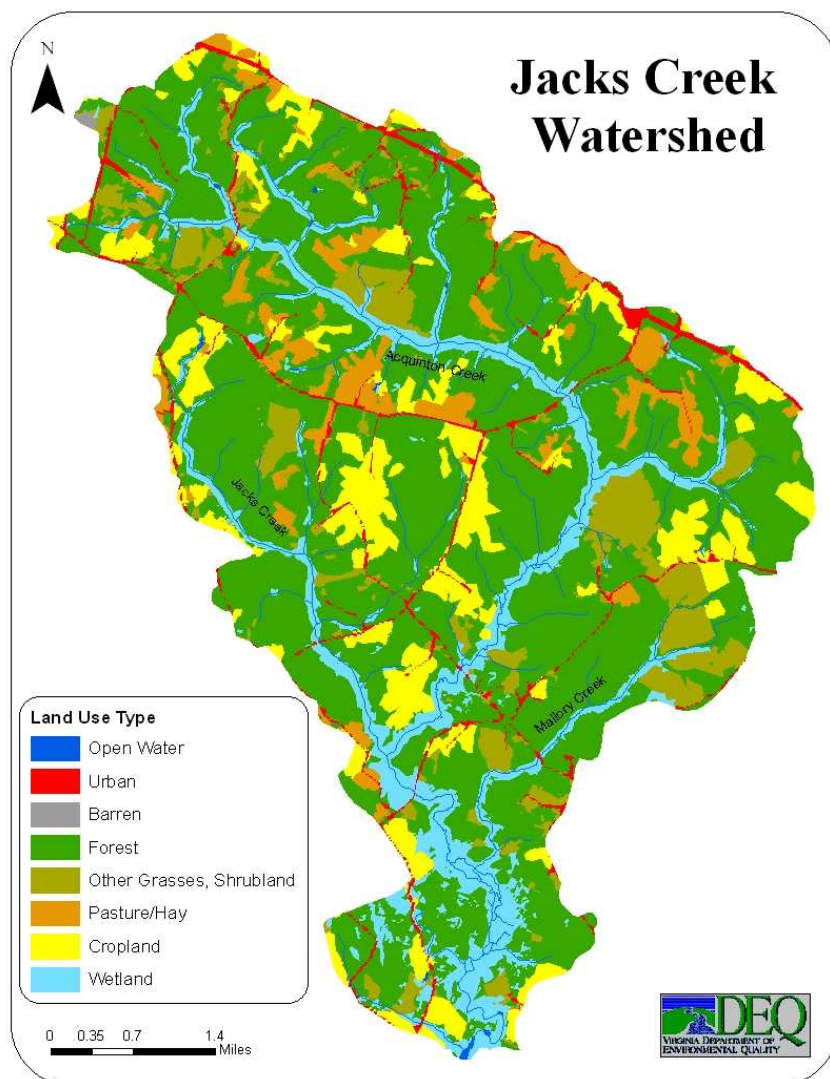 N
Jacks Creek
Watershed
Acquinton Creek
Jacks Creek
Mallory Creek
Land Use Type
Open Water
Urban
Barren
Forest
Other Grasses, Shrubland
Pasture/Hay
Cropland
Wetland
0 0.35 0.7 1.4
Miles
DEQ
VIRGINIA DEPARTMENT OF
ENVIRONMENTAL QUALITY